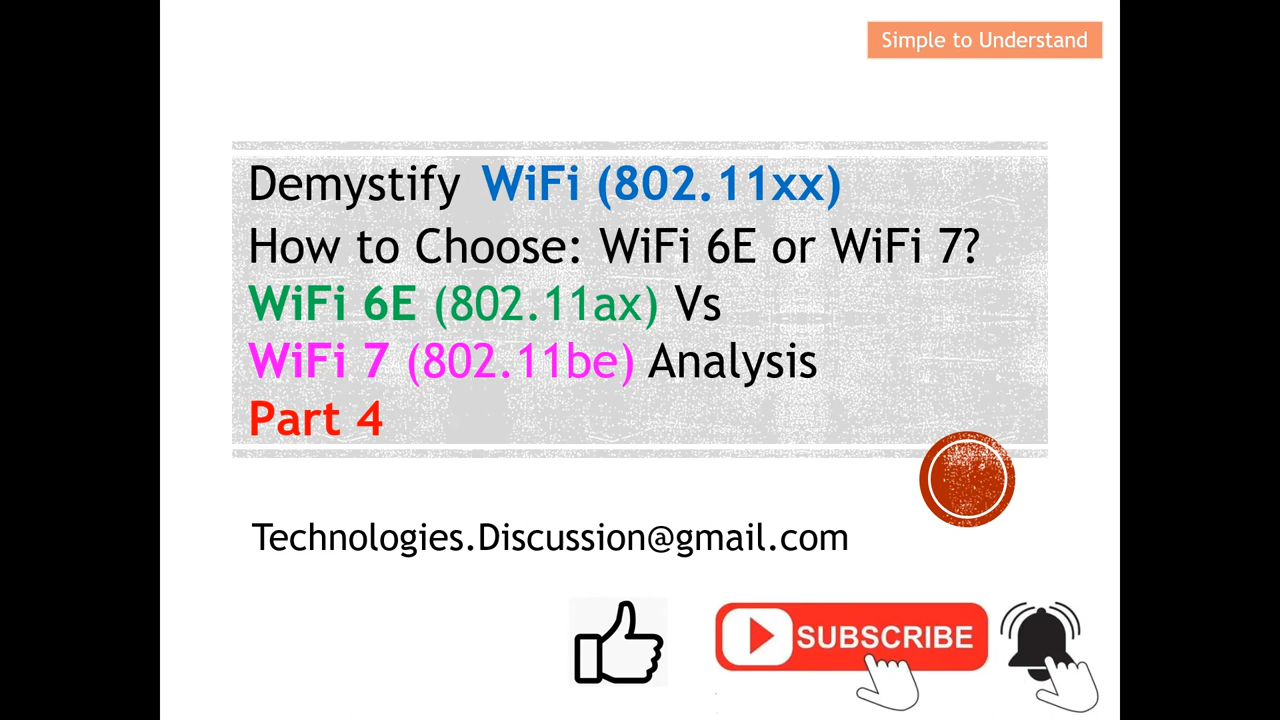 Simple to Understand
Demystify WiFi (802.11xx)
How to Choose: WiFi 6E or WiFi 7?
WiFi 6E (802.11ax) Vs
WiFi 7 (802.11be) Analysis
Part 4
Technologies.Discussion@gmail.com
SUBSCRIBE